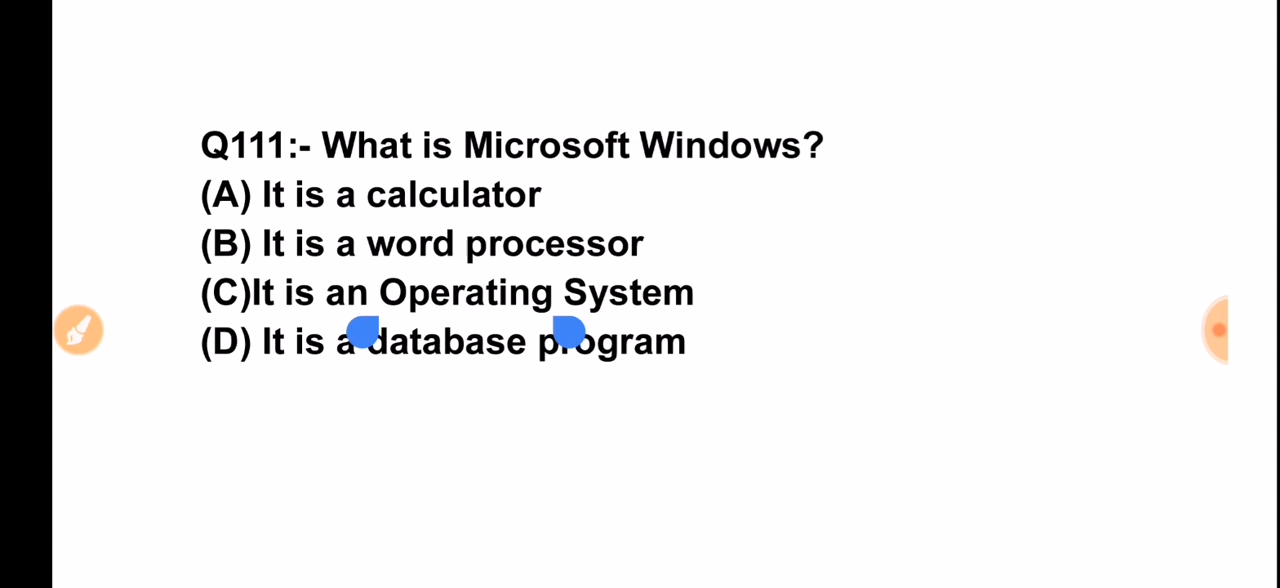 Q111:- What is Microsoft Windows?
(A) It is a calculator
(B) It is a word processor
(C)It is an Operating System
(D) It is a database program